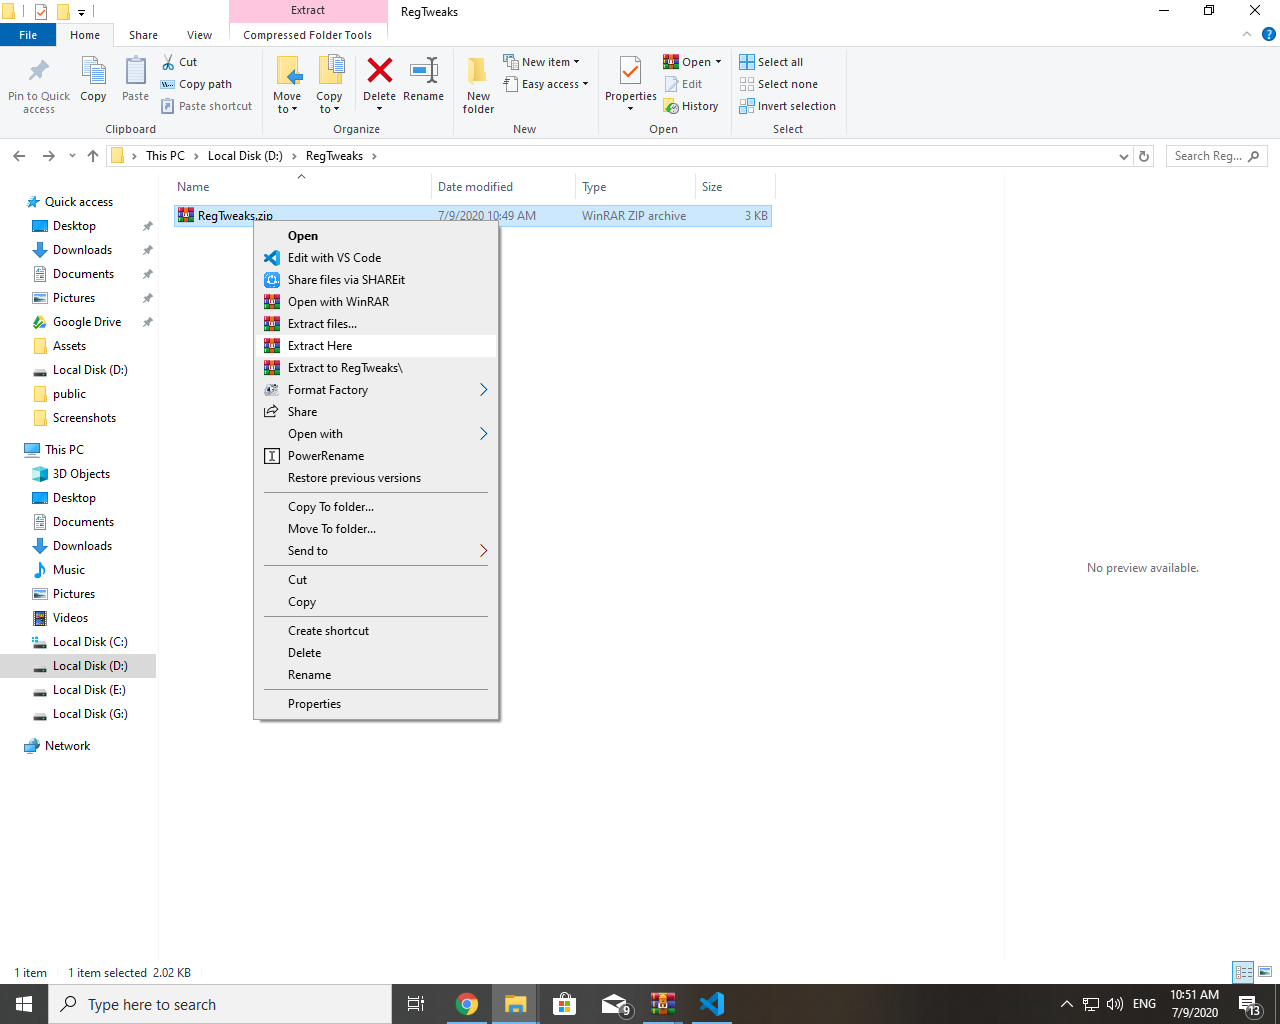 Extract
RegTweaks
File
Home
Share
View
Compressed Folder Tools
Pin to Quick access
Copy
Paste
Cut
Copy path
Paste shortcut
Clipboard
Move to
Copy to
Delete
Rename
Organize
New folder
New item
Easy access
New
Properties
Open
Edit
History
Open
Select all
Select none
Invert selection
Select
This PC
Local Disk (D:)
RegTweaks
Search Reg...
Quick access
Desktop
Downloads
Documents
Pictures
Google Drive
Assets
Local Disk (D:)
public
Screenshots
This PC
3D Objects
Desktop
Documents
Downloads
Music
Pictures
Videos
Local Disk (C:)
Local Disk (D:)
Local Disk (E:)
Local Disk (G:)
Network
Name
Date modified
Type
Size
RegTweaks.zip
7/9/2020 10:49 AM
WinRAR ZIP archive
3 KB
Open
Edit with VS Code
Share files via SHAREit
Open with WinRAR
Extract files...
Extract Here
Extract to RegTweaks\
Format Factory
Share
Open with
PowerRename
Restore previous versions
Copy To folder...
Move To folder...
Send to
Cut
Copy
Create shortcut
Delete
Rename
Properties
No preview available.
1 item
1 item selected 2.02 KB
Type here to search
9
ENG
10:51 AM
7/9/2020
13